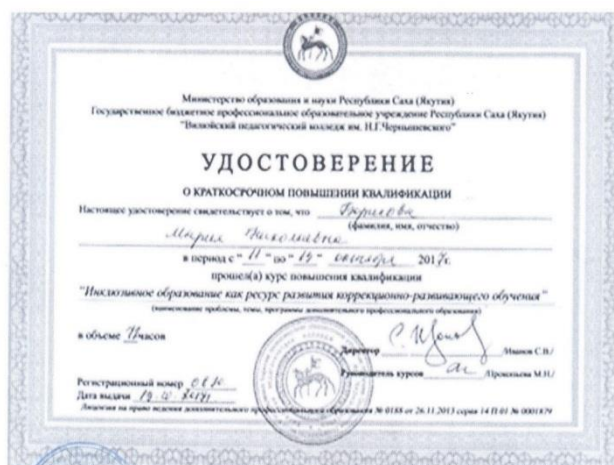 Министерство образования и науки Республики Саха (Якутия)
Государственное бюджетное профессиональное образовательное учреждение Республики Саха (Якутия)
"Вилюйский педагогический колледж им. Н.Г.Чернышевского"
УДОСТОВЕРЕНИЕ
О КРАТКОСРОЧНОМ ПОВЫШЕНИИ КВАЛИФИКАЦИИ
Настоящее удостоверение свидетельствует о том, что Борисова
(фамилия, имя, отчество)
Мария Николаевна
в период с "11" по "19" октября 2017г.
прошел(а) курс повышения квалификации
"Инклюзивное образование как ресурс развития коррекционно-развивающего обучения"
(наименование проблемы, темы, программы дополнительного профессионального образования)
в объеме 72 часов
Директор /Иванов С.В./
Руководитель курсов /Прокопьева М.Н./
Регистрационный номер
Дата выдачи 19.10.2017г
Лицензия на право ведения дополнительного профессионального образования № 0188 от 26.11.2013 серия 14 П 01 № 0001879